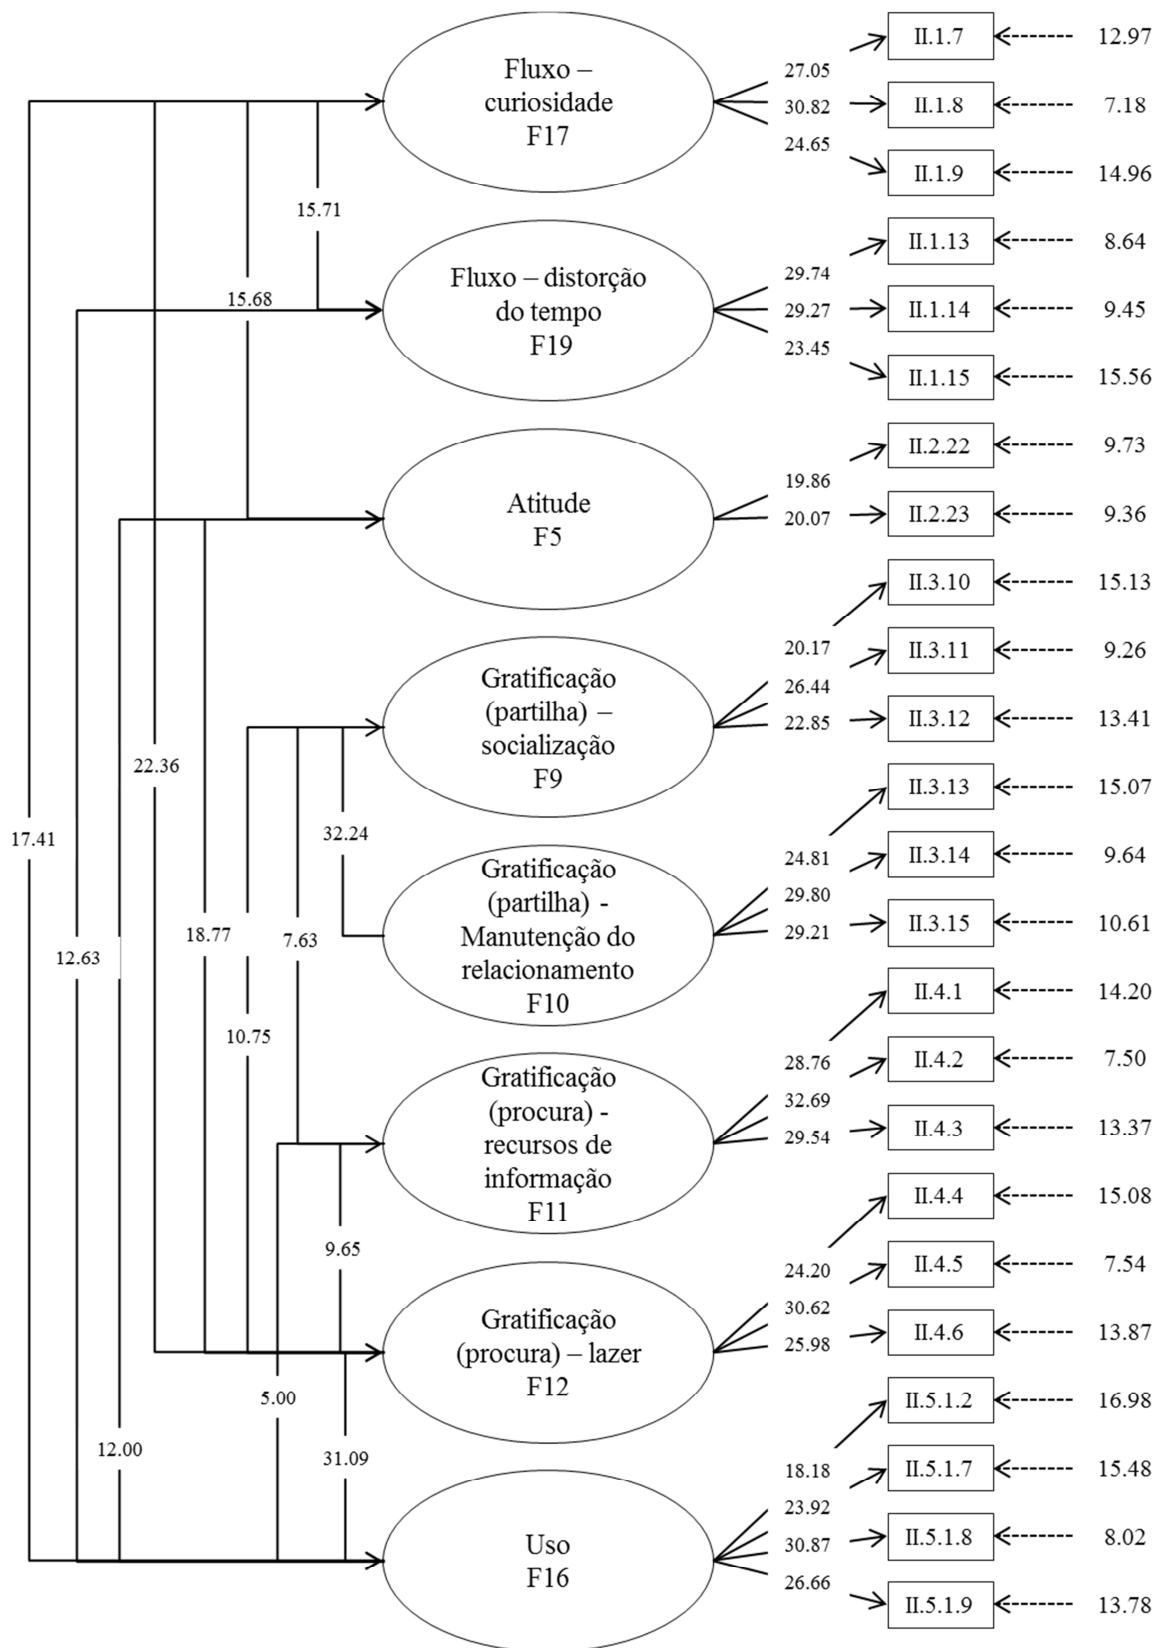 Fluxo –
curiosidade
F17
27.05
30.82
24.65
II.1.7
12.97
II.1.8
7.18
II.1.9
14.96
15.71
Fluxo – distorção
do tempo
F19
29.74
29.27
23.45
II.1.13
8.64
II.1.14
9.45
II.1.15
15.56
15.68
Atitude
F5
19.86
20.07
II.2.22
9.73
II.2.23
9.36
Gratificação
(partilha) –
socialização
F9
20.17
26.44
22.85
II.3.10
15.13
II.3.11
9.26
II.3.12
13.41
22.36
17.41
32.24
Gratificação
(partilha) -
Manutenção do
relacionamento
F10
24.81
29.80
29.21
II.3.13
15.07
II.3.14
9.64
II.3.15
10.61
18.77
7.63
12.63
10.75
Gratificação
(procura) -
recursos de
informação
F11
28.76
32.69
29.54
II.4.1
14.20
II.4.2
7.50
II.4.3
13.37
9.65
Gratificação
(procura) – lazer
F12
24.20
30.62
25.98
II.4.4
15.08
II.4.5
7.54
II.4.6
13.87
5.00
12.00
31.09
Uso
F16
18.18
23.92
30.87
26.66
II.5.1.2
16.98
II.5.1.7
15.48
II.5.1.8
8.02
II.5.1.9
13.78